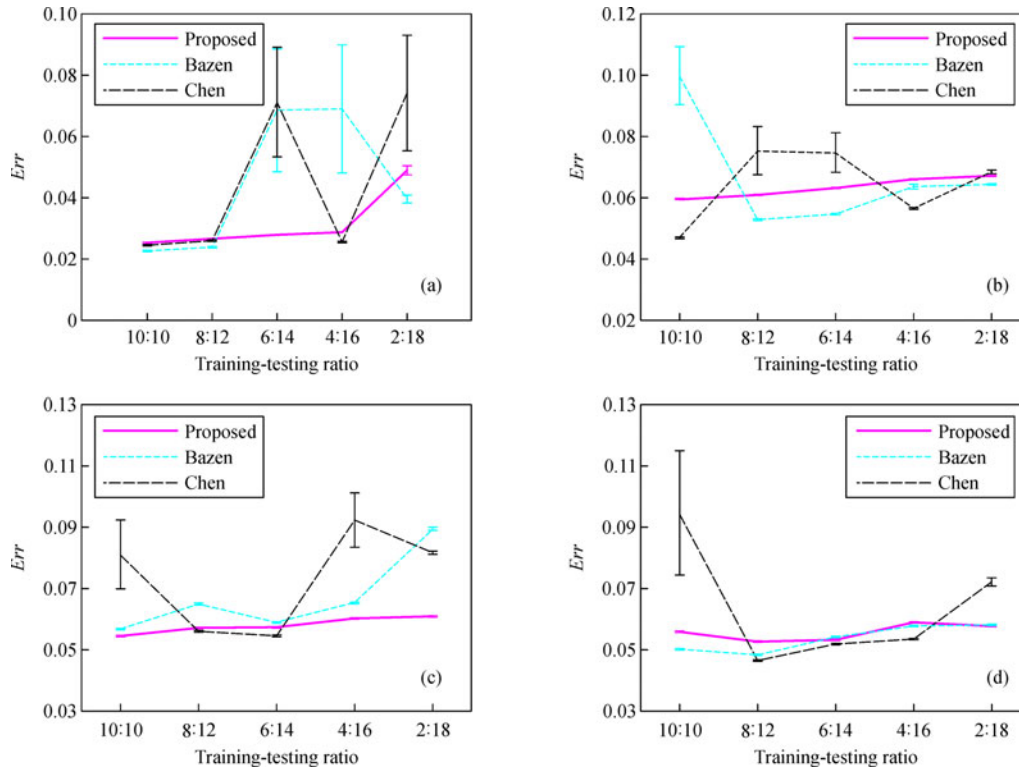 0.10
0.08
0.06
0.04
0.02
0
Err
Proposed
Bazen
Chen
(a)
10:10 8:12 6:14 4:16 2:18
Training-testing ratio
0.12
0.10
0.08
0.06
0.04
0.02
Err
Proposed
Bazen
Chen
(b)
10:10 8:12 6:14 4:16 2:18
Training-testing ratio
0.13
0.11
0.09
0.07
0.05
0.03
Err
Proposed
Bazen
Chen
(c)
10:10 8:12 6:14 4:16 2:18
Training-testing ratio
0.13
0.11
0.09
0.07
0.05
0.03
Err
Proposed
Bazen
Chen
(d)
10:10 8:12 6:14 4:16 2:18
Training-testing ratio